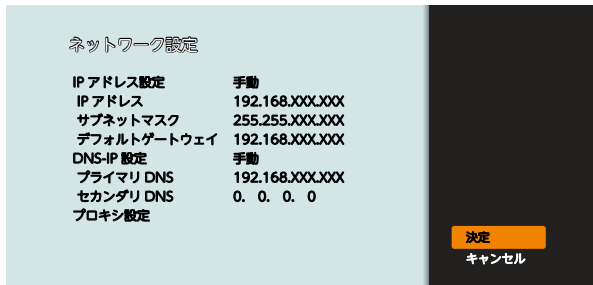 ネットワーク設定
IP アドレス設定 手動
IP アドレス 192.168.XXX.XXX
サブネットマスク 255.255.XXX.XXX
デフォルトゲートウェイ 192.168.XXX.XXX
DNS-IP 設定 手動
プライマリ DNS 192.168.XXX.XXX
セカンダリ DNS 0. 0. 0. 0
プロキシ設定
決定
キャンセル